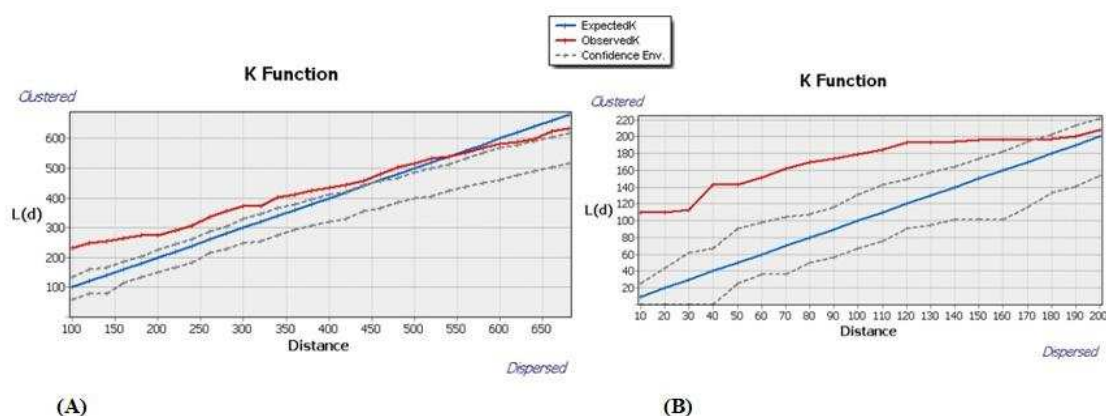 ExpectedK
ObservedK
Confidence Env.
K Function
Clustered
600
500
400
300
200
100
L(d)
100 150 200 250 300 350 400 450 500 550 600 650
Distance
Dispersed
(A)
K Function
Clustered
220
200
180
160
140
120
100
80
60
40
20
L(d)
10 20 30 40 50 60 70 80 90 100 110 120 130 140 150 160 170 180 190 200
Distance
Dispersed
(B)